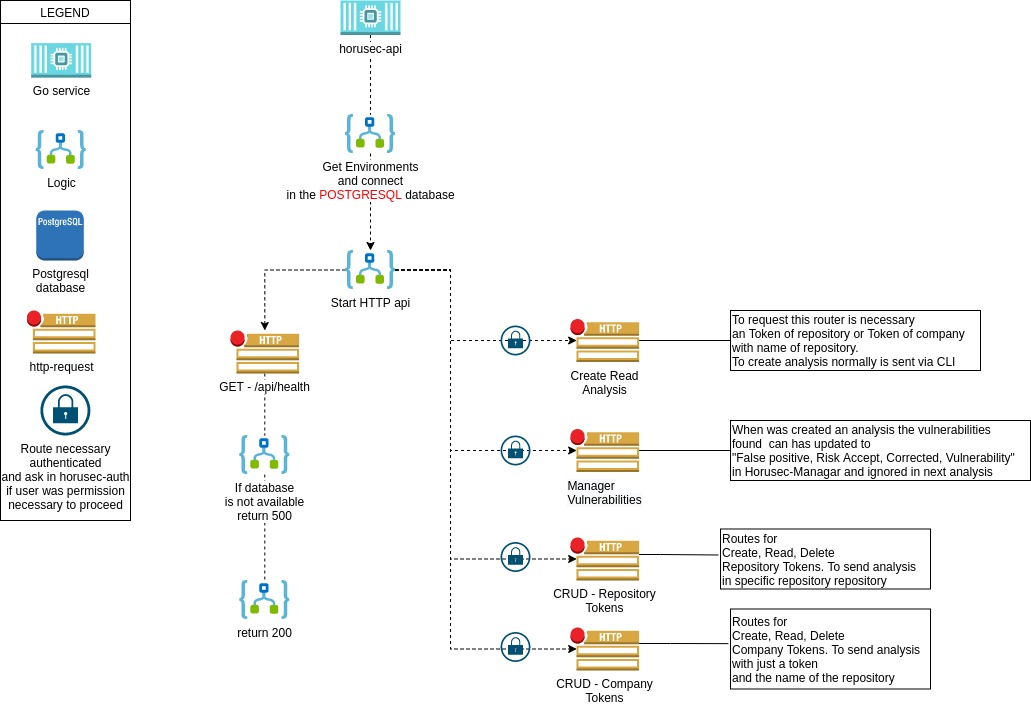 LEGEND
Go service
Logic
PostgreSQL
Postgresql
database
HTTP
http-request
Route necessary
authenticated
and ask in horusec-auth
if user was permission
necessary to proceed
horusec-api
Get Environments
and connect
in the POSTGRESQL database
Start HTTP api
HTTP
GET - /api/health
If database
is not available
return 500
return 200
HTTP
Create Read
Analysis
To request this router is necessary
an Token of repository or Token of company
with name of repository.
To create analysis normally is sent via CLI
HTTP
Manager
Vulnerabilities
When was created an analysis the vulnerabilities
found  can has updated to
"False positive, Risk Accept, Corrected, Vulnerability"
in Horusec-Managar and ignored in next analysis
HTTP
CRUD - Repository
Tokens
Routes for
Create, Read, Delete
Repository Tokens. To send analysis
in specific repository repository
HTTP
CRUD - Company
Tokens
Routes for
Create, Read, Delete
Company Tokens. To send analysis
with just a token
and the name of the repository